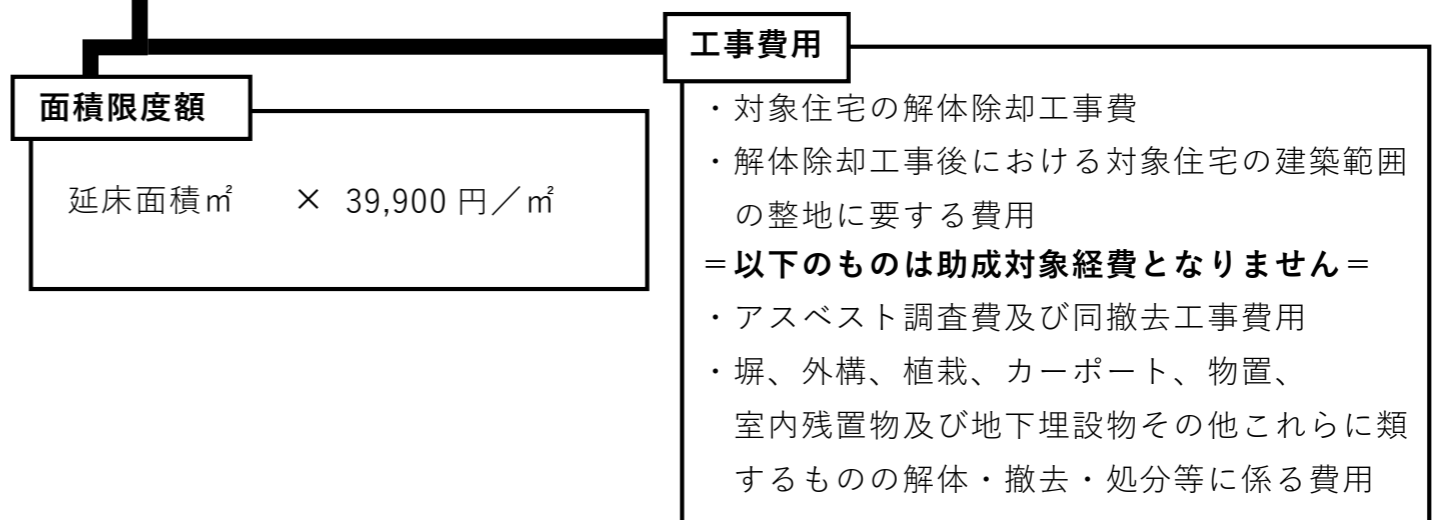 面積限度額
延床面積㎡ × 39,900 円／㎡
工事費用
・対象住宅の解体除却工事費
・解体除却工事後における対象住宅の建築範囲
の整地に要する費用
＝以下のものは助成対象経費となりません＝
・アスベスト調査費及び同撤去工事費用
・塀、外構、植栽、カーポート、物置、
室内残置物及び地下埋設物その他これらに類
するものの解体・撤去・処分等に係る費用